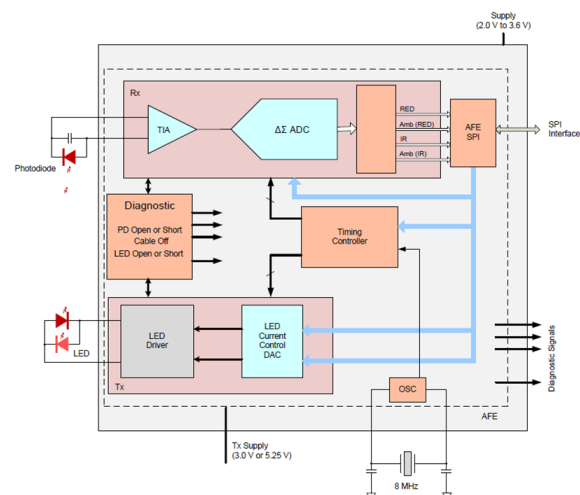 Supply
(2.0 V to 3.6 V)
Rx
TIA
ΔΣ ADC
RED
Amb (RED)
IR
Amb (IR)
AFE
SPI
SPI
Interface
Photodiode
Diagnostic
PD Open or Short
Cable Off
LED Open or Short
Timing
Controller
LED
Driver
LED
Current
Control
DAC
LED
Tx
OSC
Diagnostic Signals
AFE
Tx Supply
(3.0 V or 5.25 V)
8 MHz